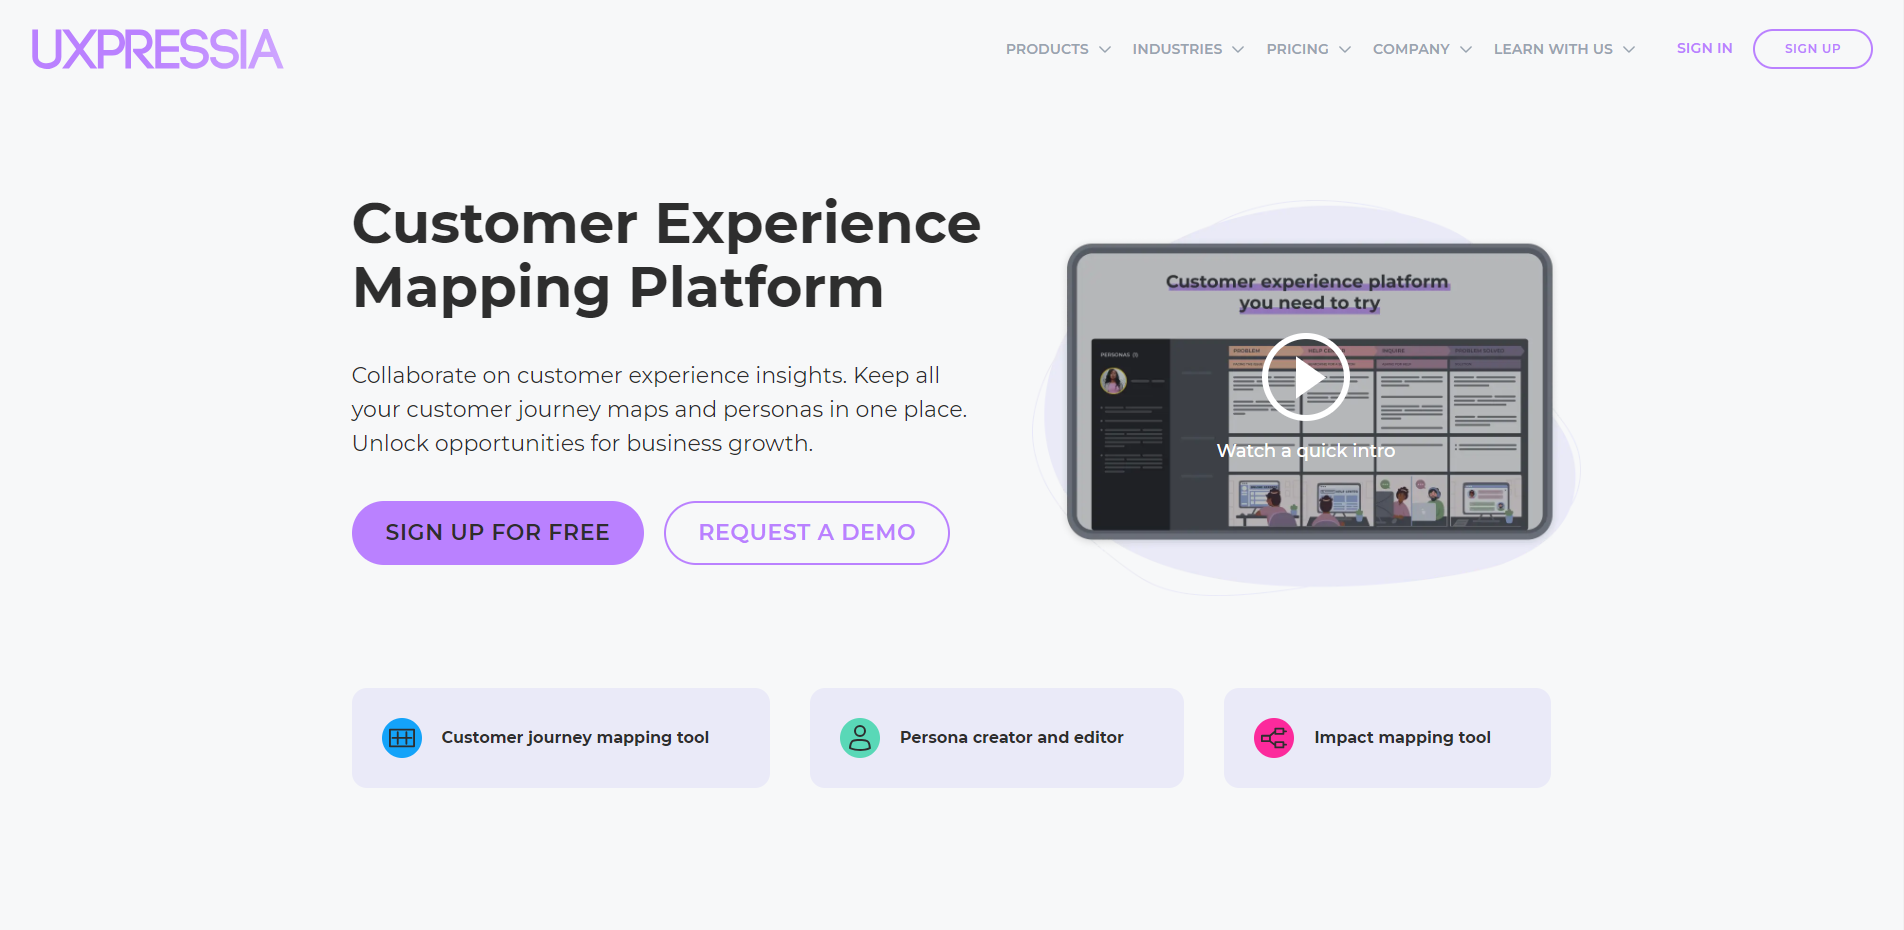 UXPRESSIA
PRODUCTS
INDUSTRIES
PRICING
COMPANY
LEARN WITH US
SIGN IN
SIGN UP
Customer Experience
Mapping Platform
Collaborate on customer experience insights. Keep all
your customer journey maps and personas in one place.
Unlock opportunities for business growth.
SIGN UP FOR FREE
REQUEST A DEMO
Customer experience platform
you need to try
PERSONAS (1)
PROBLEM
INQUIRE
PROBLEM SOLVED
Watch a quick intro
Customer journey mapping tool
Persona creator and editor
Impact mapping tool